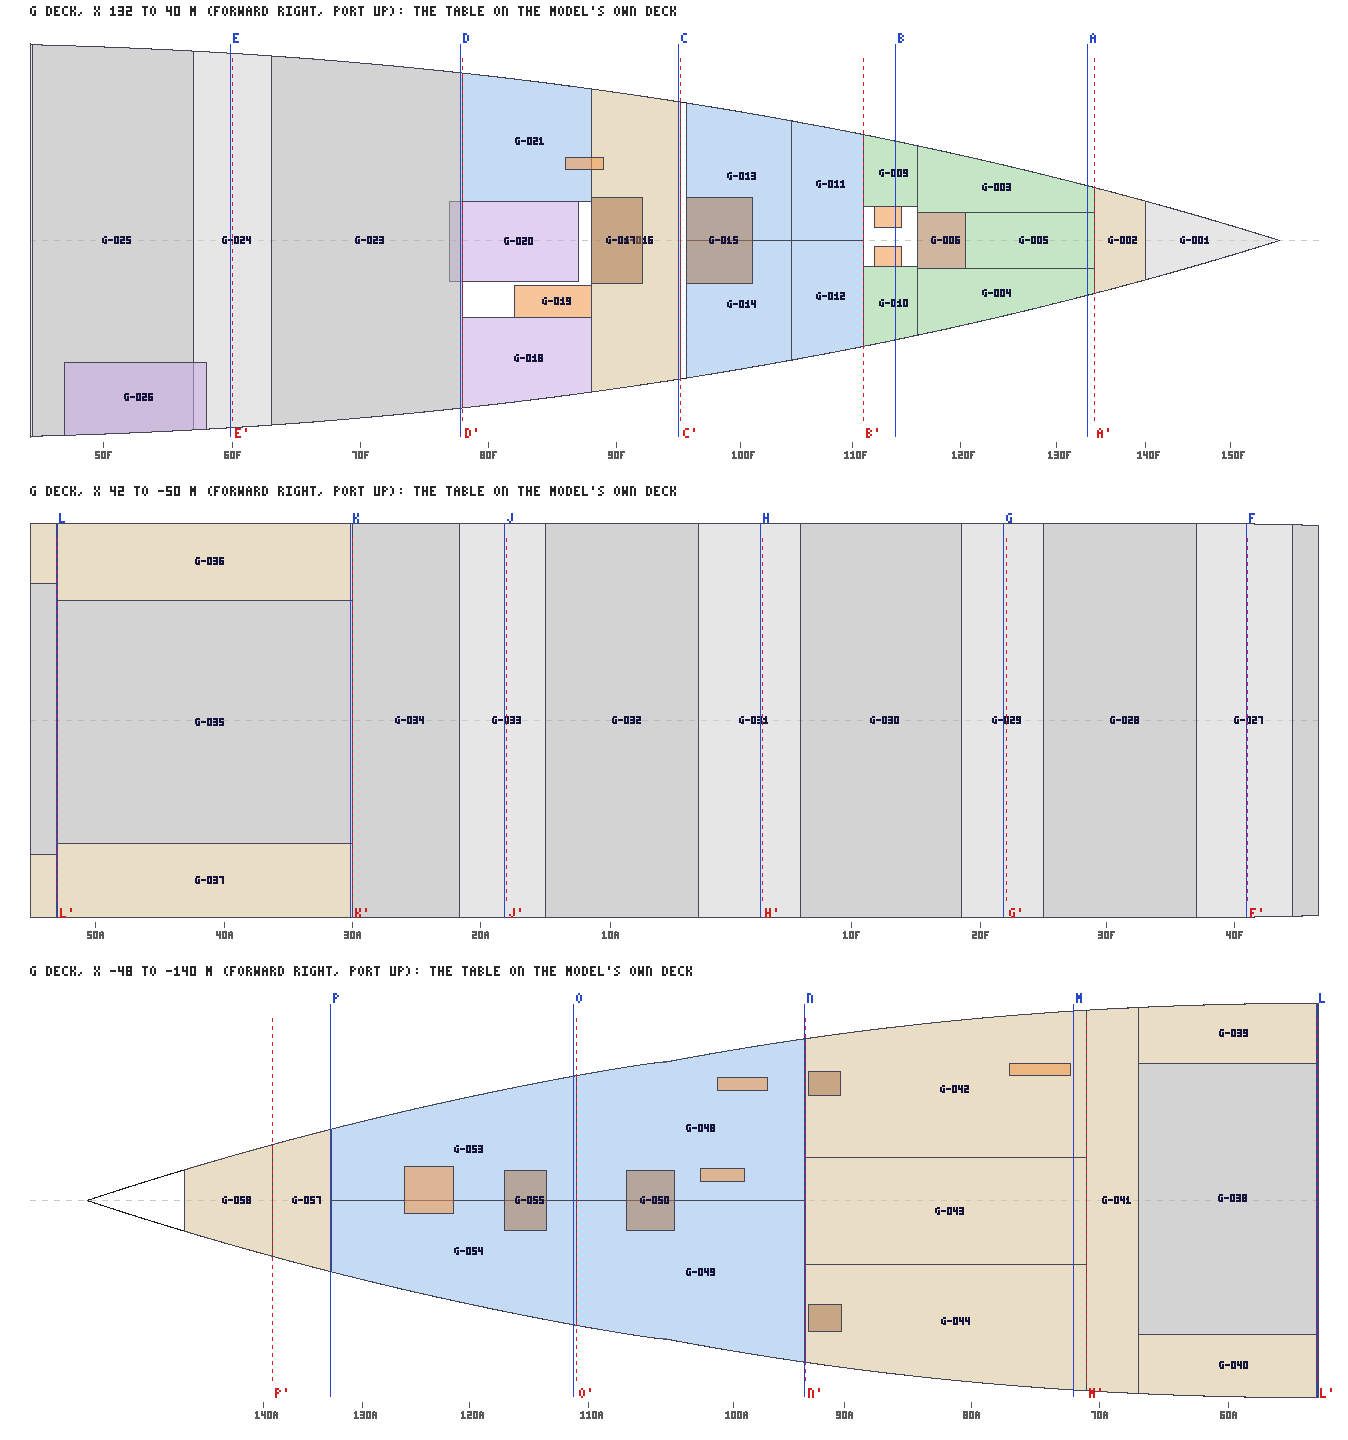 G DECK, X 132 TO 40 M (FORWARD RIGHT, PORT UP): THE TABLE ON THE MODEL'S OWN DECK
E D C B A
G-021
G-009
G-013
G-011
G-003
G-025 G-024 G-023 G-020 G-017 016 G-015 G-006 G-005 G-002 G-001
G-019
G-004
G-012
G-014 G-010
G-018
G-026
E' D' C' B' A'
50F 60F 70F 80F 90F 100F 110F 120F 130F 140F 150F
G DECK, X 42 TO -50 M (FORWARD RIGHT, PORT UP): THE TABLE ON THE MODEL'S OWN DECK
L K J H G F
G-036
G-035 G-034 G-033 G-032 G-031 G-030 G-029 G-028 G-027
G-037
L' K' J' H' G' F'
50A 40A 30A 20A 10A 10F 20F 30F 40F
G DECK, X -48 TO -140 M (FORWARD RIGHT, PORT UP): THE TABLE ON THE MODEL'S OWN DECK
P O N M L
G-039
G-042
G-048
G-053
G-058 G-057 G-055 G-050 G-041 G-038
G-043
G-054
G-049
G-044
G-040
P' O' N' M' L'
140A 130A 120A 110A 100A 90A 80A 70A 60A